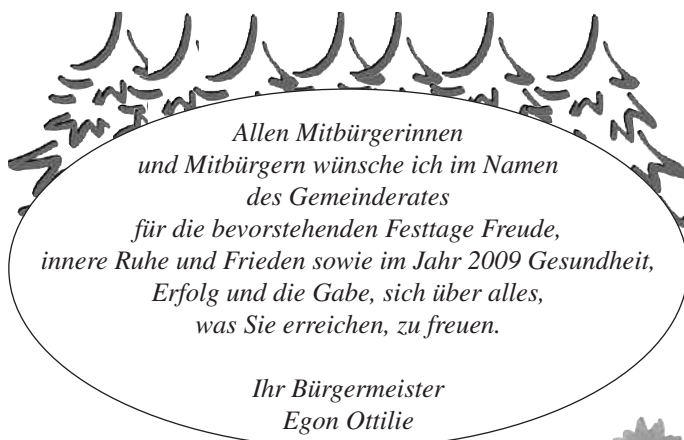 Allen Mitbürgerinnen
und Mitbürgern wünsche ich im Namen
des Gemeinderates
für die bevorstehenden Festtage Freude,
innere Ruhe und Frieden sowie im Jahr 2009 Gesundheit,
Erfolg und die Gabe, sich über alles,
was Sie erreichen, zu freuen.
Ihr Bürgermeister
Egon Ottilie